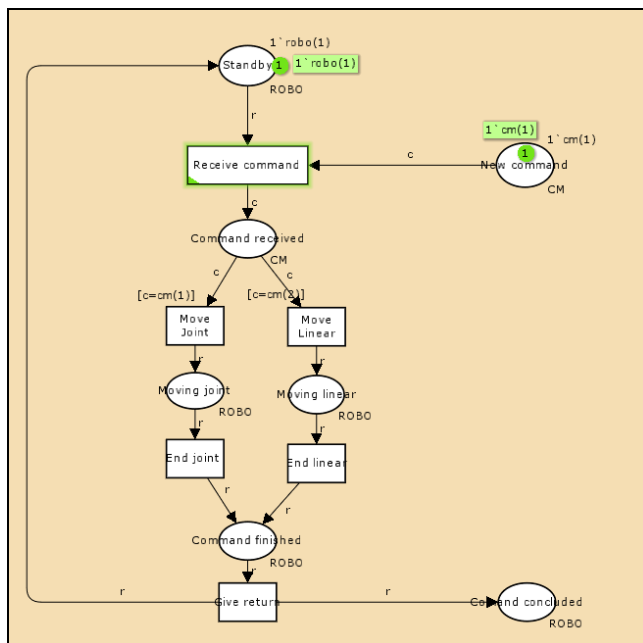 1`robo(1)
Standby
1
1`robo(1)
ROBO
r
1`cm(1)
1`cm(1)
1
New command
CM
c
Receive command
c
Command received
CM
c
c
[c=cm(1)]
[c=cm(2)]
Move
Joint
Move
Linear
r
r
Moving joint
ROBO
Moving linear
ROBO
r
r
End joint
End linear
r
r
Command finished
ROBO
r
r
Give return
r
Comand concluded
ROBO